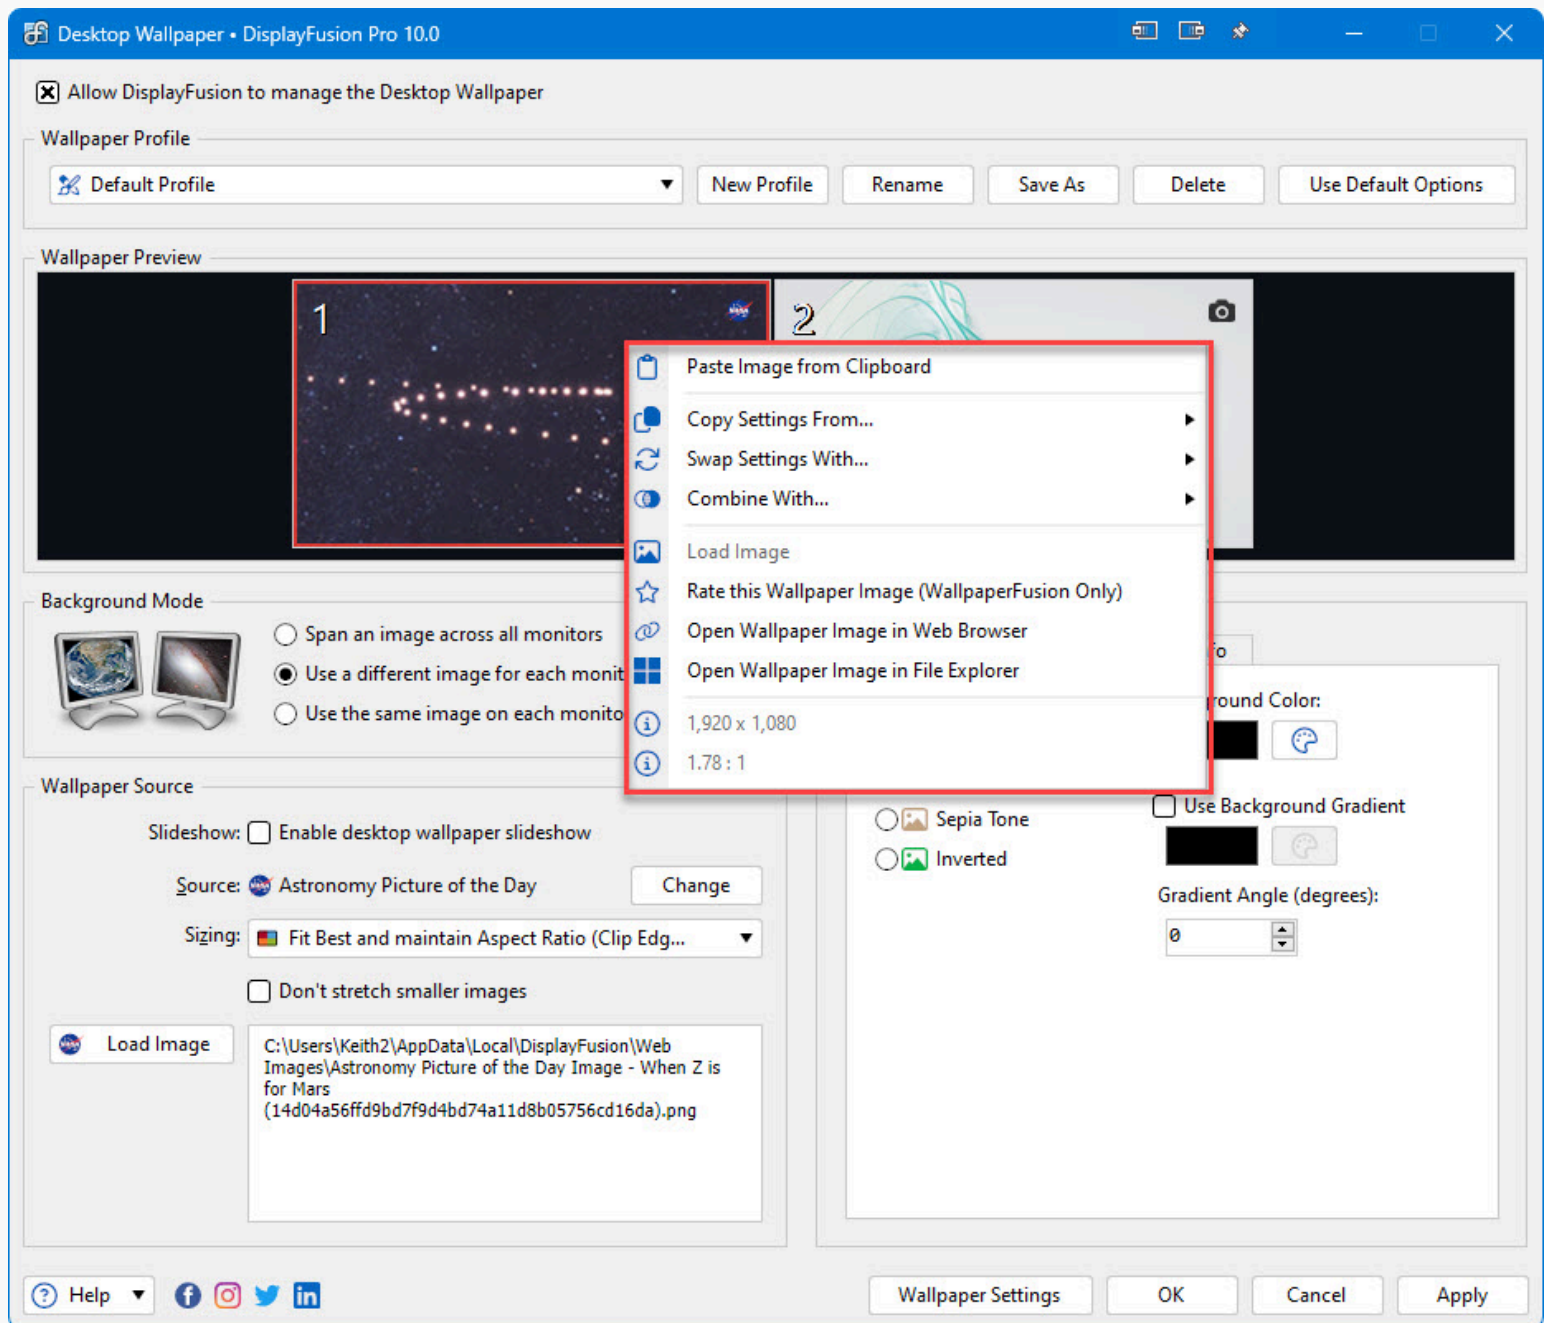 Desktop Wallpaper • DisplayFusion Pro 10.0
Allow DisplayFusion to manage the Desktop Wallpaper
Wallpaper Profile
Default Profile
New Profile
Rename
Save As
Delete
Use Default Options
Wallpaper Preview
1
2
Paste Image from Clipboard
Copy Settings From...
Swap Settings With...
Combine With...
Load Image
Rate this Wallpaper Image (WallpaperFusion Only)
Open Wallpaper Image in Web Browser
Open Wallpaper Image in File Explorer
1,920 x 1,080
1.78 : 1
Background Mode
Span an image across all monitors
Use a different image for each monit
Use the same image on each monito
fo
round Color:
Wallpaper Source
Slideshow:
Enable desktop wallpaper slideshow
Source:
Astronomy Picture of the Day
Change
Sizing:
Fit Best and maintain Aspect Ratio (Clip Edg...
Don't stretch smaller images
Load Image
C:\Users\Keith2\AppData\Local\DisplayFusion\Web
Images\Astronomy Picture of the Day Image - When Z is
for Mars
(14d04a56ffd9bd7f9d4bd74a11d8b05756cd16da).png
Sepia Tone
Inverted
Use Background Gradient
Gradient Angle (degrees):
0
Help
Wallpaper Settings
OK
Cancel
Apply